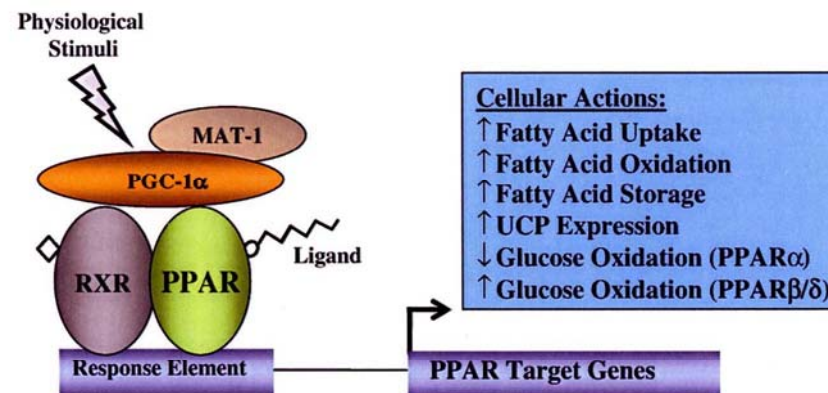 Physiological
Stimuli
MAT-1
PGC-1α
RXR
PPAR
Ligand
Response Element
PPAR Target Genes
Cellular Actions:
↑Fatty Acid Uptake
↑Fatty Acid Oxidation
↑Fatty Acid Storage
↑UCP Expression
↓Glucose Oxidation (PPARα)
↑Glucose Oxidation (PPARβ/δ)